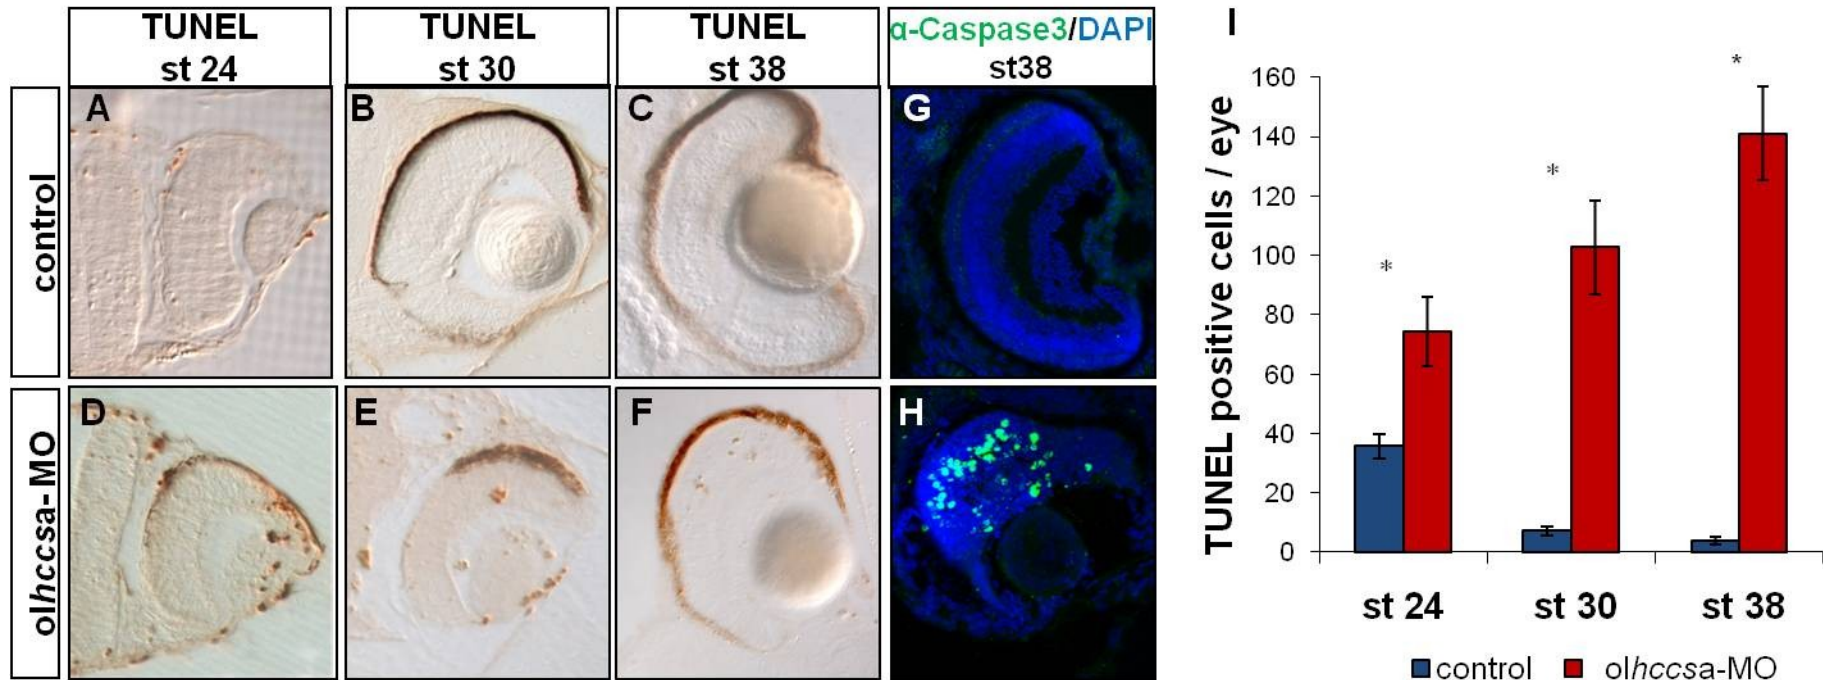 TUNEL
st 24
TUNEL
st 30
TUNEL
st 38
α-Caspase3/DAPI
st38
control
A
B
C
G
olhccsa-MO
D
E
F
H
I
TUNEL positive cells / eye
160
140
120
100
80
60
40
20
0
*
*
*
st 24
st 30
st 38
control
olhccsa-MO